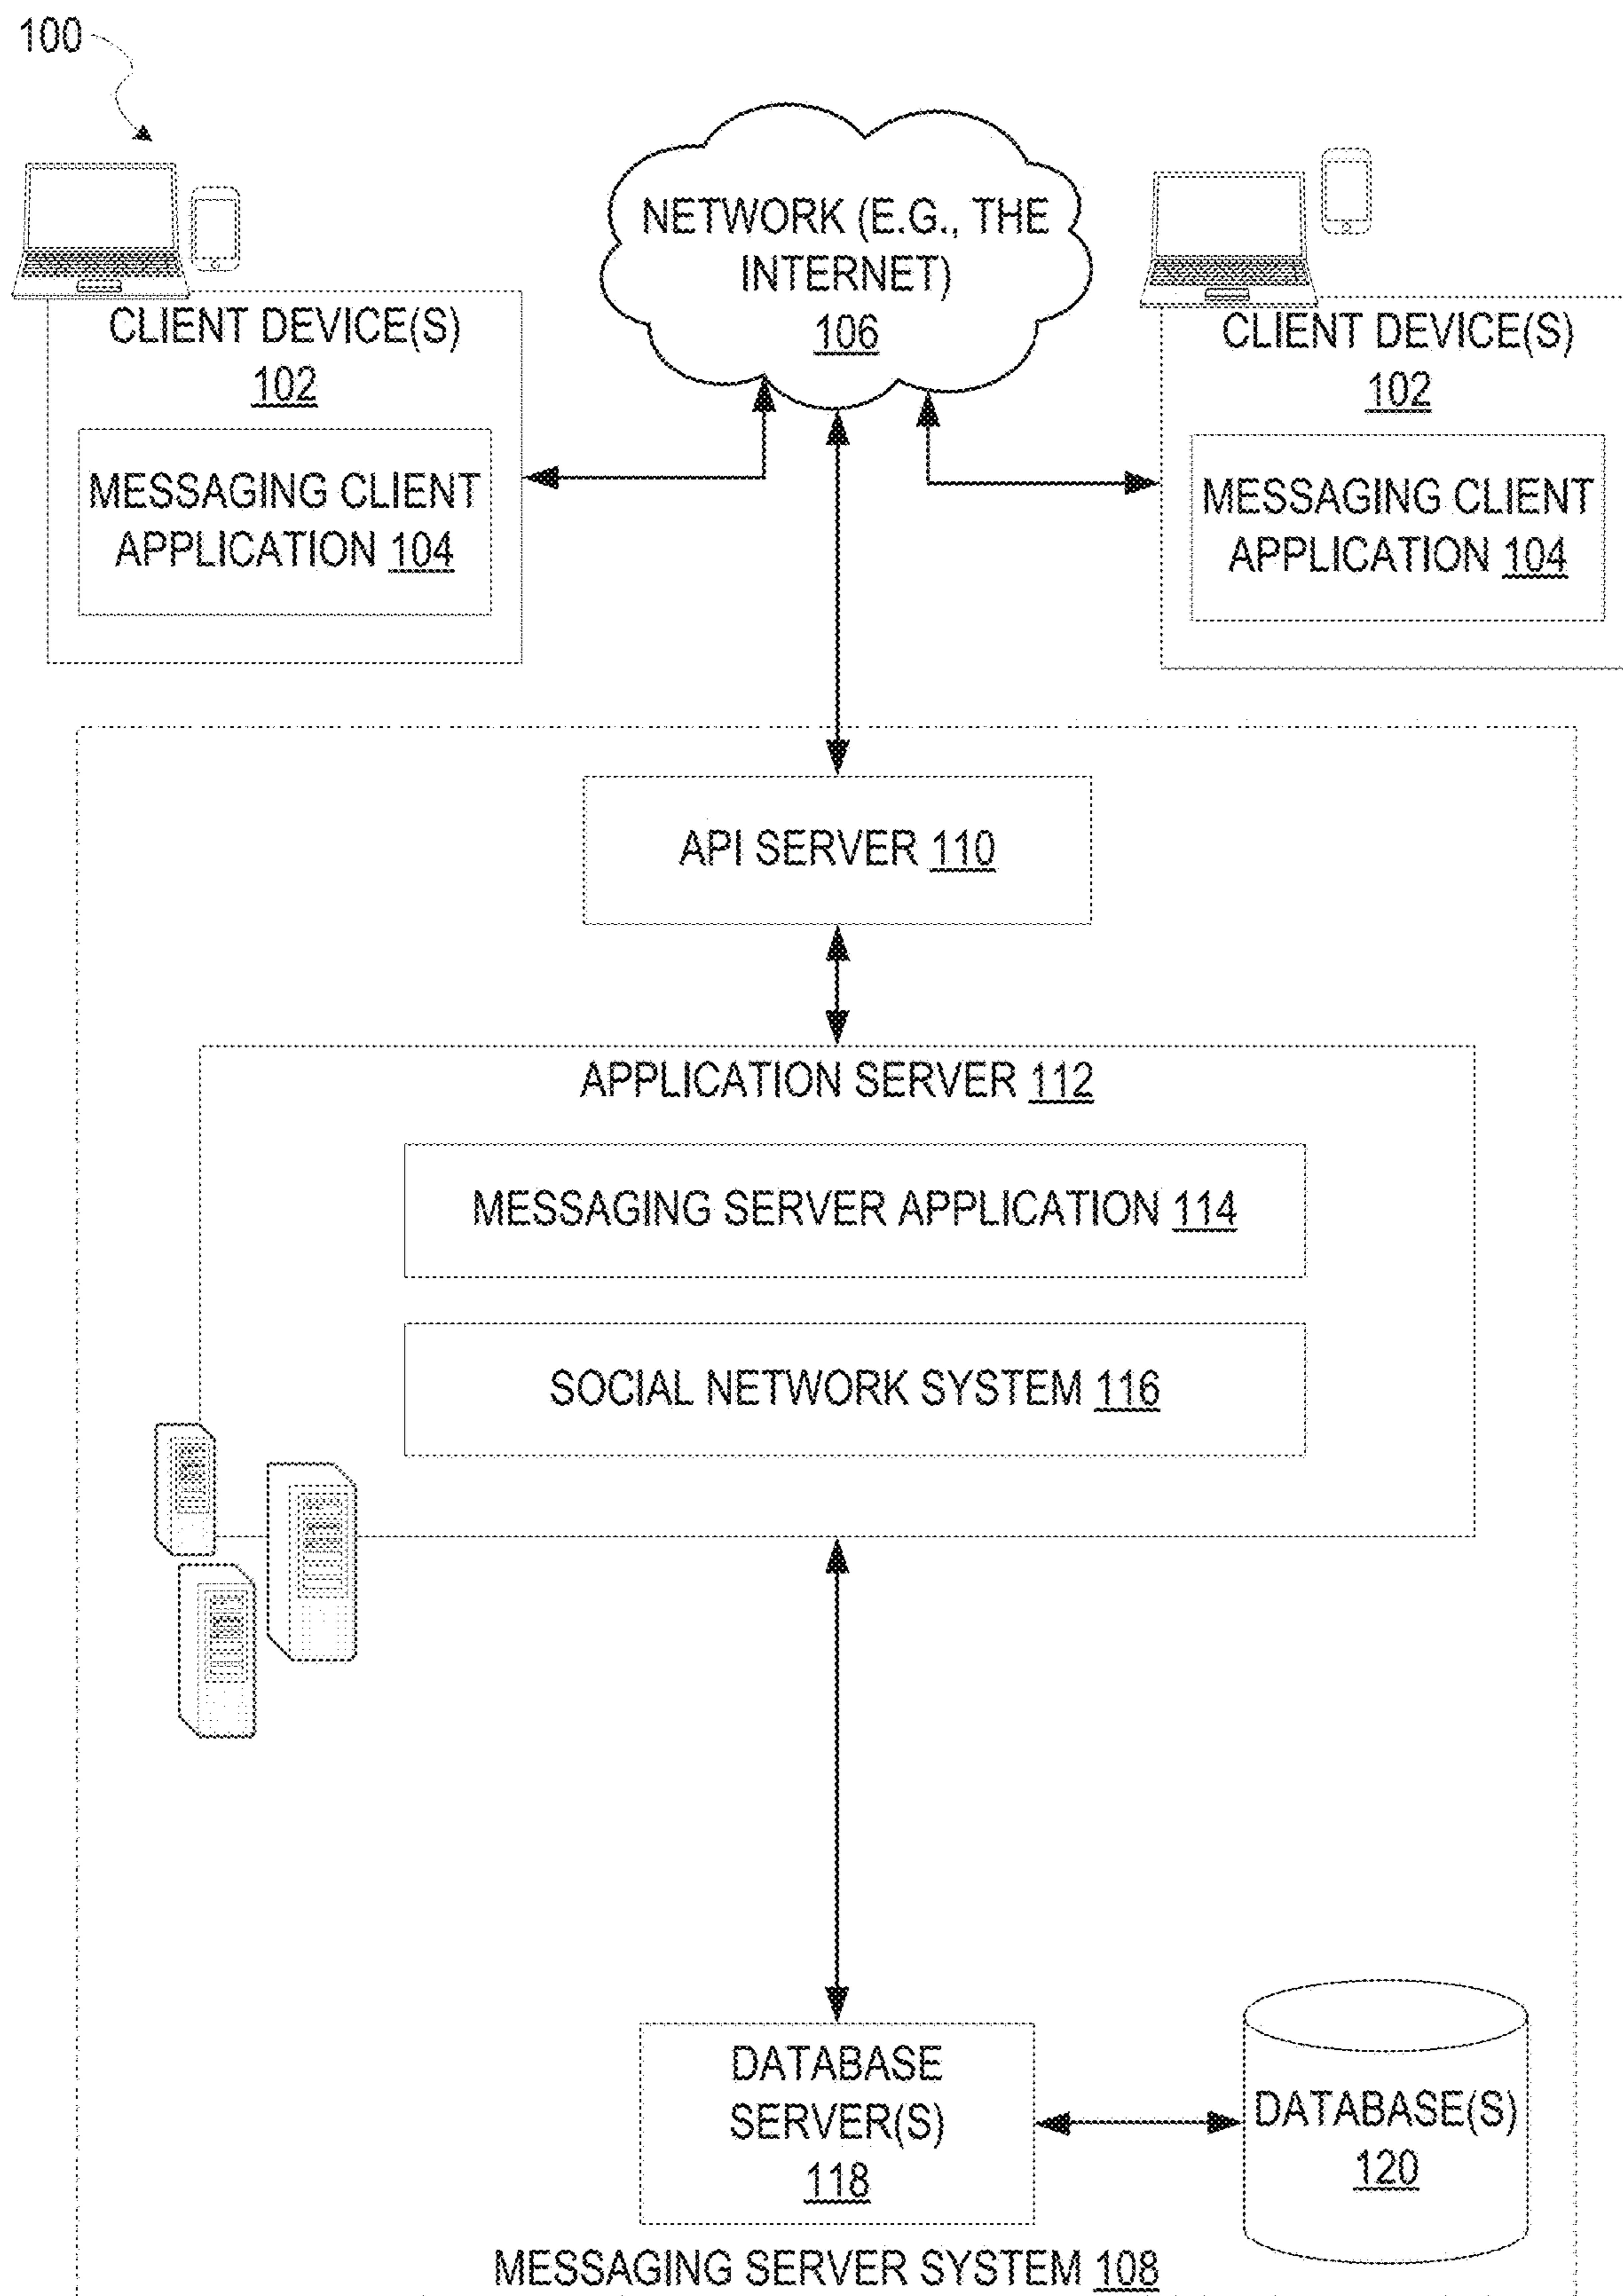 100
NETWORK (E.G., THE
INTERNET)
106
CLIENT DEVICE(S)
102
MESSAGING CLIENT
APPLICATION 104
CLIENT DEVICE(S)
102
MESSAGING CLIENT
APPLICATION 104
API SERVER 110
APPLICATION SERVER 112
MESSAGING SERVER APPLICATION 114
SOCIAL NETWORK SYSTEM 116
DATABASE
SERVER(S)
118
DATABASE(S)
120
MESSAGING SERVER SYSTEM 108